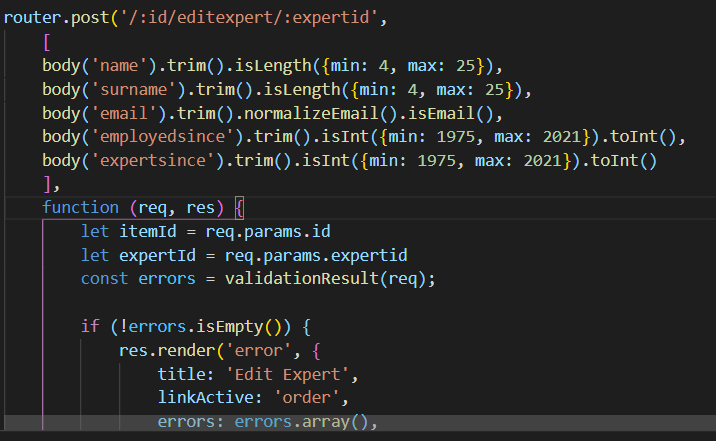 router.post('/:id/editexpert/:expertid',
[
body('name').trim().isLength({min: 4, max: 25}),
body('surname').trim().isLength({min: 4, max: 25}),
body('email').trim().normalizeEmail().isEmail(),
body('employedsince').trim().isInt({min: 1975, max: 2021}).toInt(),
body('expertsince').trim().isInt({min: 1975, max: 2021}).toInt()
],
function (req, res) {
let itemId = req.params.id
let expertId = req.params.expertid
const errors = validationResult(req);
if (!errors.isEmpty()) {
res.render('error', {
title: 'Edit Expert',
linkActive: 'order',
errors: errors.array(),